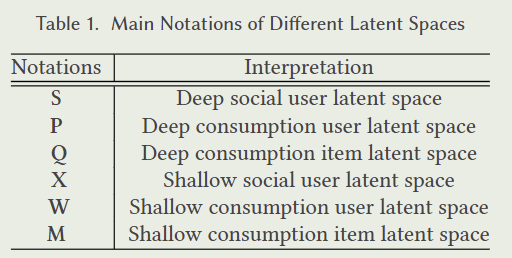 Table 1. Main Notations of Different Latent Spaces
Notations Interpretation
S Deep social user latent space
P Deep consumption user latent space
Q Deep consumption item latent space
X Shallow social user latent space
W Shallow consumption user latent space
M Shallow consumption item latent space